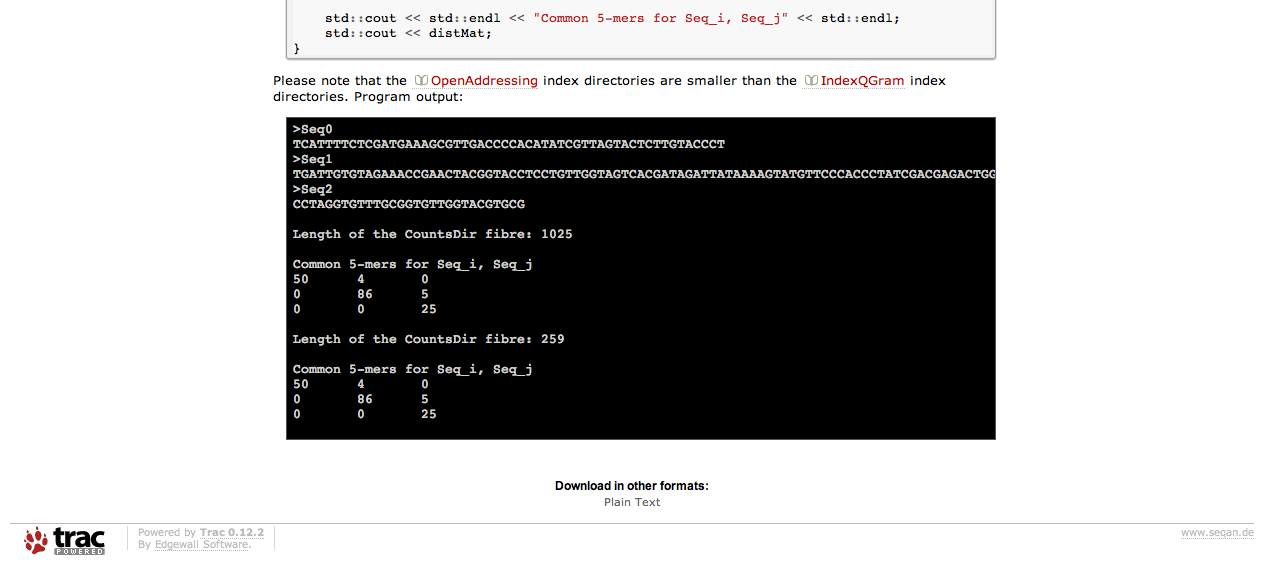 std::cout << std::endl << "Common 5-mers for Seq_i, Seq_j" << std::endl;
std::cout << distMat;
}
Please note that the OpenAddressing index directories are smaller than the IndexQGram index
directories. Program output:
>Seq0
TCATTTTCTCGATGAAAGCGTTGACCCCACATATCGTTAGTACTCTTGTACCCT
>Seq1
TGATTGTGTAGAAACCGAACTACGGTACCTCCTGTTGGTAGTCACGATAGATTATAAAAGTATGTTCCCACCCTATCGACGAGACTGG
>Seq2
CCTAGGTGTTTGCGGTGTTGGTACGTGCG
Length of the CountsDir fibre: 1025
Common 5-mers for Seq_i, Seq_j
50 4 0
0 86 5
0 0 25
Length of the CountsDir fibre: 259
Common 5-mers for Seq_i, Seq_j
50 4 0
0 86 5
0 0 25
Download in other formats:
Plain Text
trac
POWERED
Powered by Trac 0.12.2
By Edgewall Software.
www.seqan.de